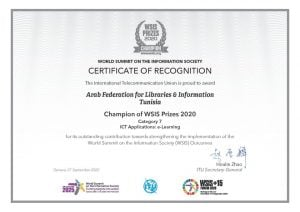 WSIS
PRIZES
2020
CHAMPION
WORLD SUMMIT ON THE INFORMATION SOCIETY
CERTIFICATE OF RECOGNITION
The International Telecommunication Union is proud to award
Arab Federation for Libraries & Information
Tunisia
Champion of WSIS Prizes 2020
Category 7
ICT Applications: e-Learning
for its outstanding contribution towards strengthening the implementation of the
World Summit on the Information Society (WSIS) Outcomes
Houlin Zhao
ITU Secretary-General
Geneva, 07 September 2020